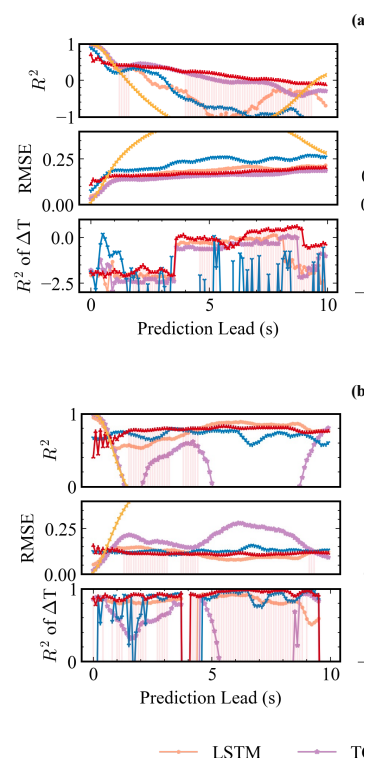 (a
1
0
−1
R²
0.25
0.00
RMSE
0.0
−2.5
R² of ΔT
0
5
10
Prediction Lead (s)
(b
1
0
R²
0.25
0.00
RMSE
1
0
R² of ΔT
0
5
10
Prediction Lead (s)
LSTM